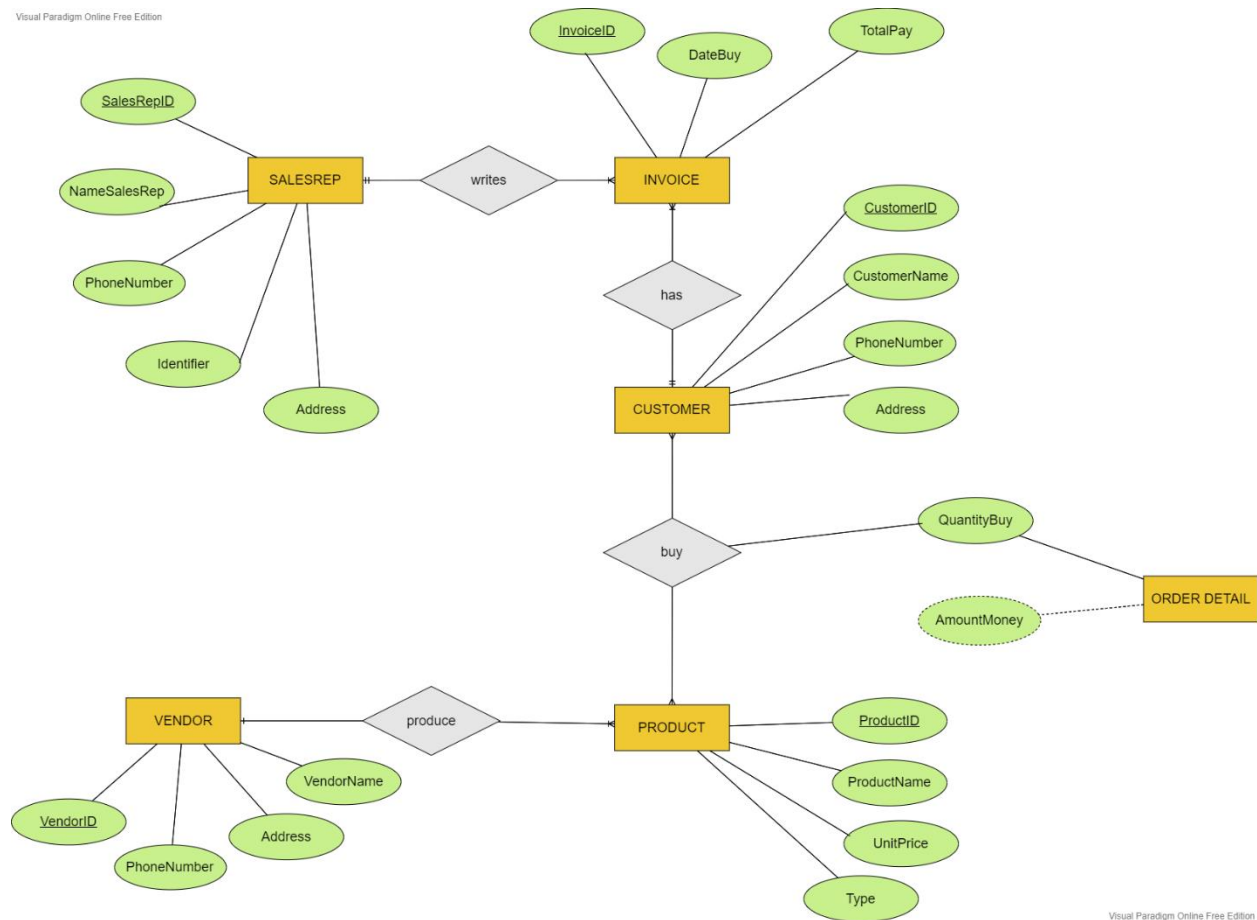 Visual Paradigm Online Free Edition
InvoiceID
TotalPay
DateBuy
SalesRepID
SALESREP
writes
INVOICE
NameSalesRep
CustomerID
PhoneNumber
has
CustomerName
Identifier
PhoneNumber
Address
CUSTOMER
Address
QuantityBuy
buy
ORDER DETAIL
AmountMoney
VENDOR
produce
PRODUCT
ProductID
VendorName
ProductName
VendorID
Address
UnitPrice
PhoneNumber
Type
Visual Paradigm Online Free Edition